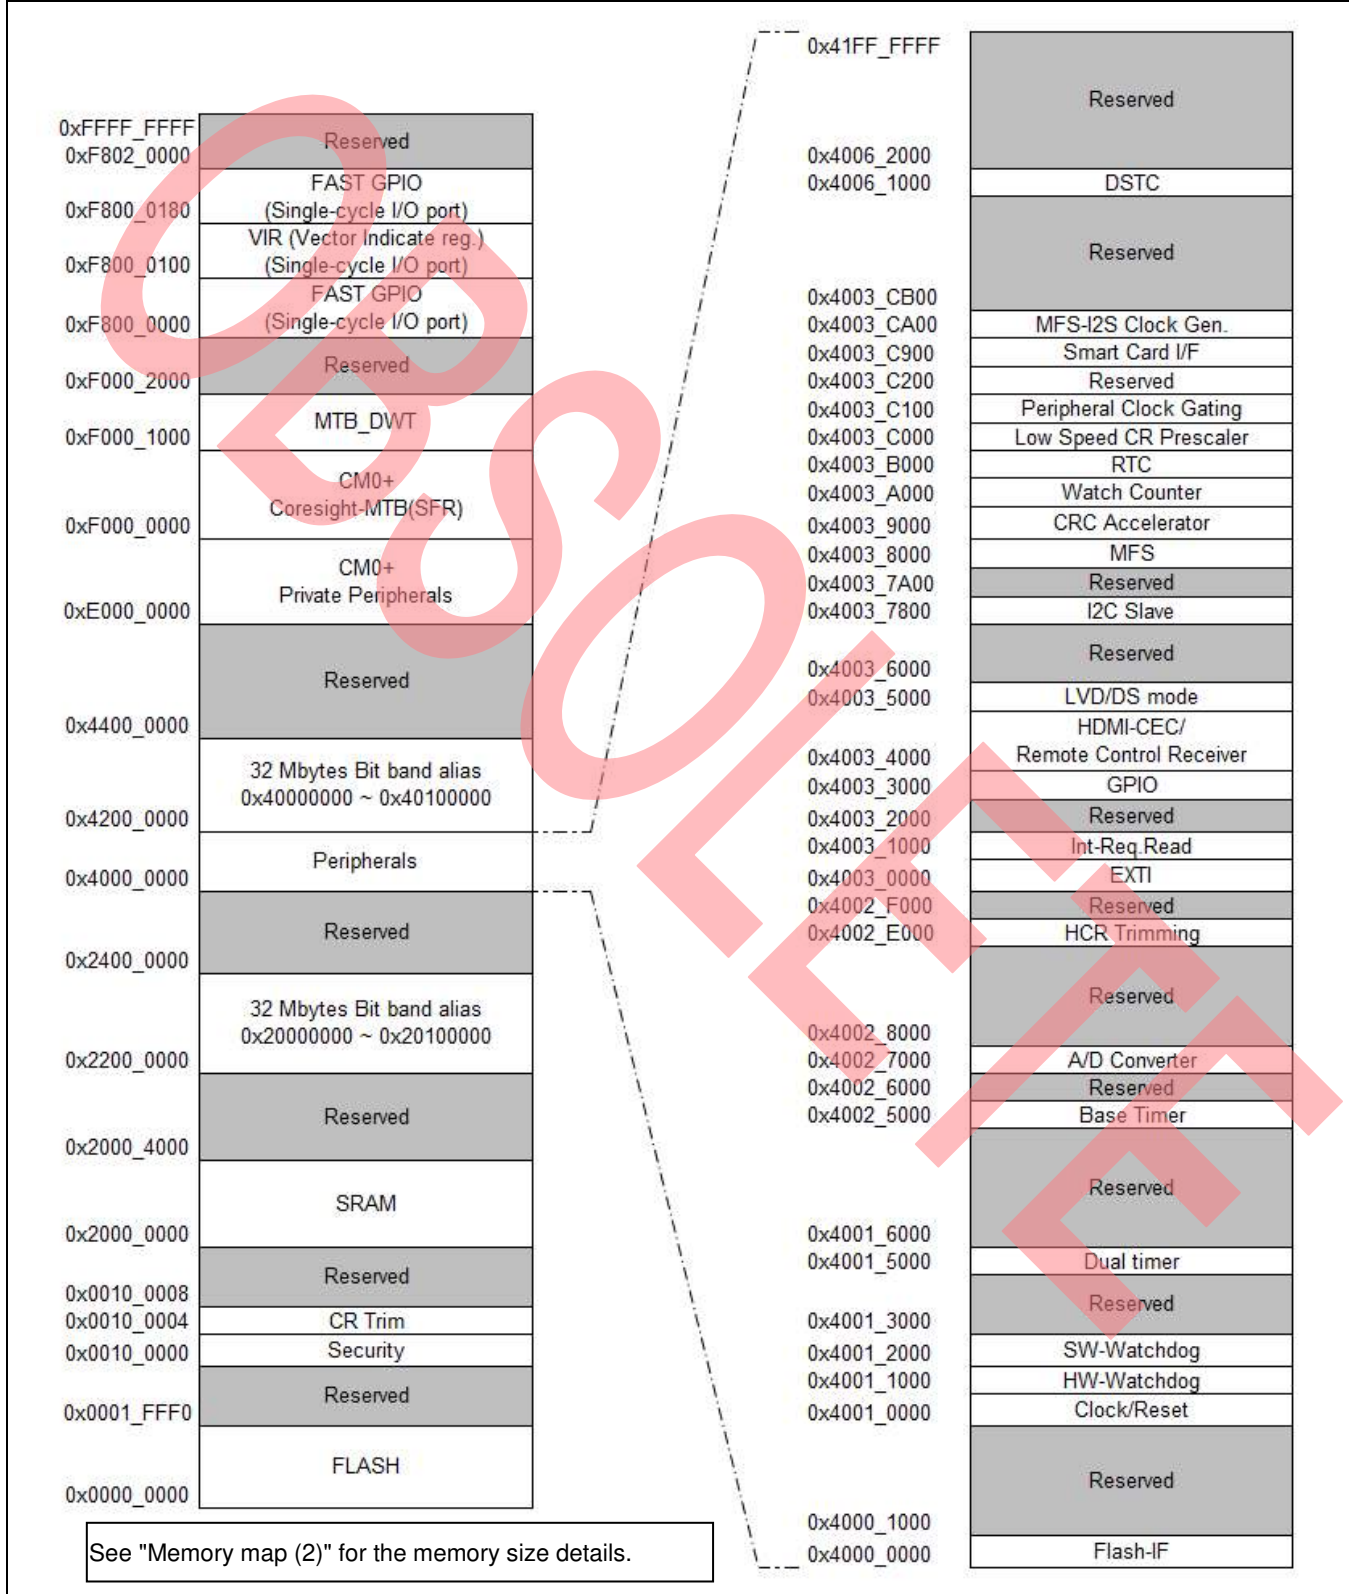 0xFFFF_FFFF
Reserved
0xF802_0000
FAST GPIO
(Single-cycle I/O port)
0xF800_0180
VIR (Vector Indicate reg.)
(Single-cycle I/O port)
0xF800_0100
FAST GPIO
(Single-cycle I/O port)
0xF800_0000
Reserved
0xF000_2000
MTB_DWT
0xF000_1000
CM0+
Coresight-MTB(SFR)
0xF000_0000
CM0+
Private Peripherals
0xE000_0000
Reserved
0x4400_0000
32 Mbytes Bit band alias
0x40000000 ~ 0x40100000
0x4200_0000
Peripherals
0x4000_0000
Reserved
0x2400_0000
32 Mbytes Bit band alias
0x20000000 ~ 0x20100000
0x2200_0000
Reserved
0x2000_4000
SRAM
0x2000_0000
Reserved
0x0010_0008
0x0010_0004 CR Trim
0x0010_0000 Security
Reserved
0x0001_FFF0
FLASH
0x0000_0000
See "Memory map (2)" for the memory size details.
0x41FF_FFFF
Reserved
0x4006_2000
0x4006_1000 DSTC
Reserved
0x4003_CB00
0x4003_CA00 MFS-I2S Clock Gen.
0x4003_C900 Smart Card I/F
0x4003_C200 Reserved
0x4003_C100 Peripheral Clock Gating
0x4003_C000 Low Speed CR Prescaler
0x4003_B000 RTC
0x4003_A000 Watch Counter
0x4003_9000 CRC Accelerator
0x4003_8000 MFS
0x4003_7A00 Reserved
0x4003_7800 I2C Slave
Reserved
0x4003_6000
0x4003_5000 LVD/DS mode
HDMI-CEC/
0x4003_4000 Remote Control Receiver
0x4003_3000 GPIO
0x4003_2000 Reserved
0x4003_1000 Int-Req.Read
0x4003_0000 EXTI
0x4002_F000 Reserved
0x4002_E000 HCR Trimming
Reserved
0x4002_8000
0x4002_7000 A/D Converter
0x4002_6000 Reserved
0x4002_5000 Base Timer
Reserved
0x4001_6000
0x4001_5000 Dual timer
Reserved
0x4001_3000
0x4001_2000 SW-Watchdog
0x4001_1000 HW-Watchdog
0x4001_0000 Clock/Reset
Reserved
0x4000_1000
0x4000_0000 Flash-IF
OBSOLETE